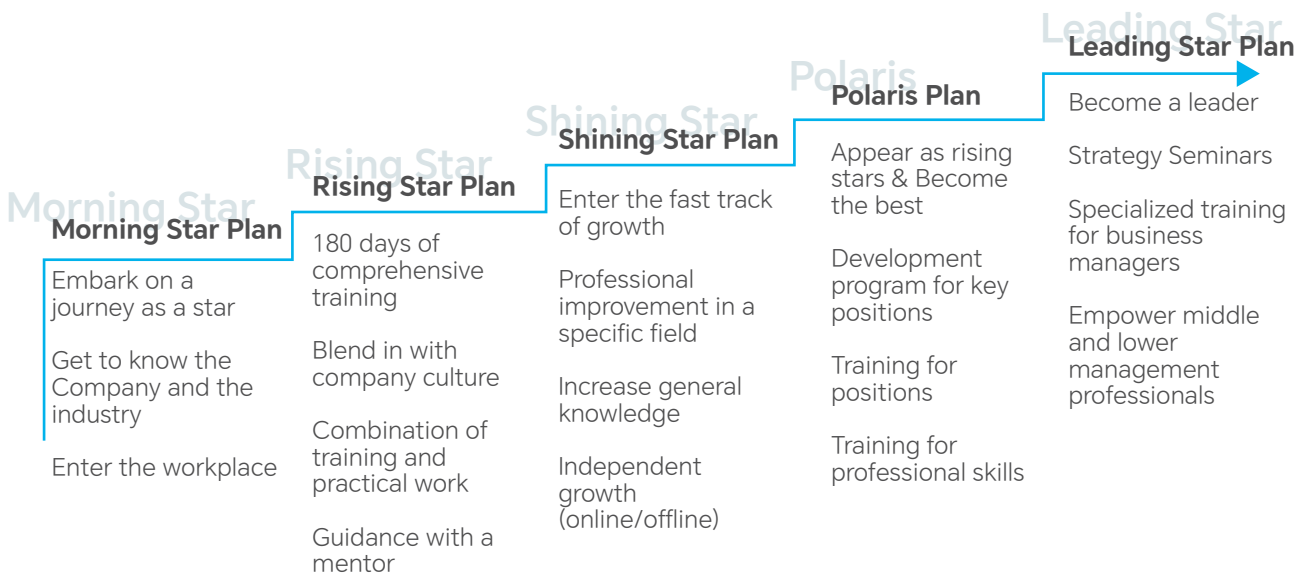 Morning Star
Morning Star Plan
Embark on a
journey as a star
Get to know the
Company and the
industry
Enter the workplace
Rising Star
Rising Star Plan
180 days of
comprehensive
training
Blend in with
company culture
Combination of
training and
practical work
Guidance with a
mentor
Shining Star
Shining Star Plan
Enter the fast track
of growth
Professional
improvement in a
specific field
Increase general
knowledge
Independent
growth
(online/offline)
Polaris
Polaris Plan
Appear as rising
stars & Become
the best
Development
program for key
positions
Training for
positions
Training for
professional skills
Leading Star
Leading Star Plan
Become a leader
Strategy Seminars
Specialized training
for business
managers
Empower middle
and lower
management
professionals